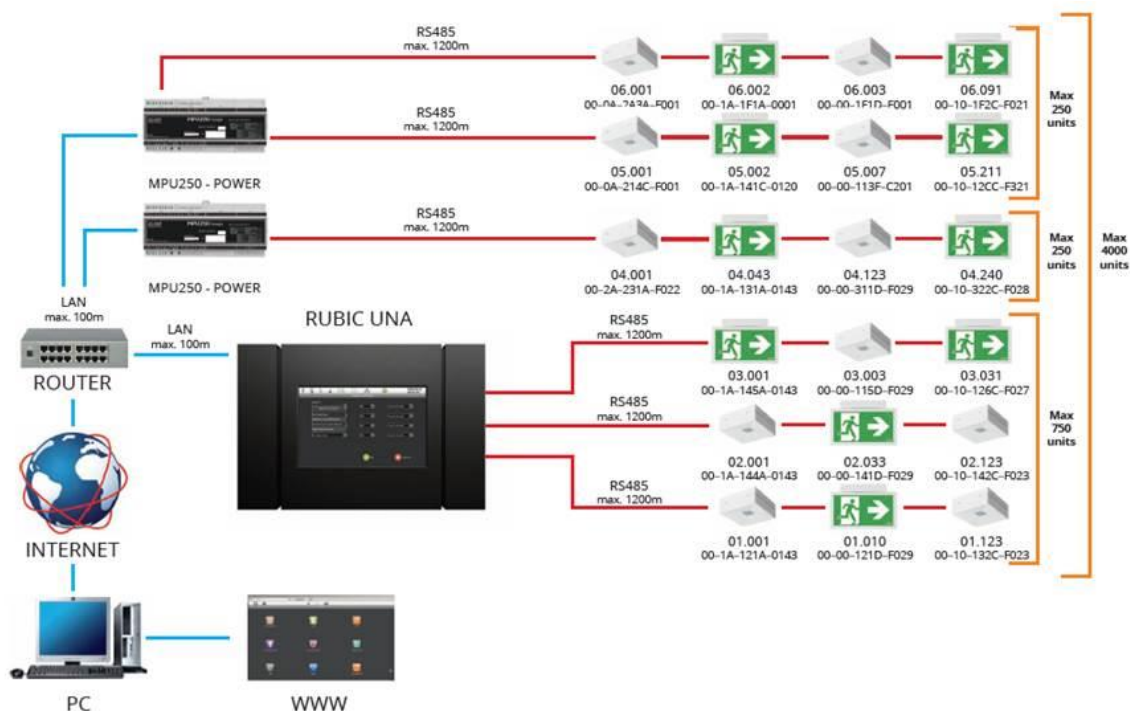 RS485
max. 1200m
06.001
06.002
06.003
06.091
00-0A-2A3A-F001
00-1A-1F1A-0001
00-00-1F1D-F001
00-10-1F2C-F021
Max
250
units
MPU250
RS485
max. 1200m
MPU250 - POWER
05.001
05.002
05.007
05.211
00-0A-214C-F001
00-1A-141C-0120
00-00-113F-C201
00-10-12CC-F321
MPU250
RS485
max. 1200m
MPU250 - POWER
04.001
04.043
04.123
04.240
00-2A-231A-F022
00-1A-131A-0143
00-00-311D-F029
00-10-322C-F028
Max
250
units
Max
4000
units
LAN
max. 100m
ROUTER
LAN
max. 100m
RUBIC UNA
RS485
max. 1200m
03.001
03.003
03.031
00-1A-145A-0143
00-00-115D-F029
00-10-126C-F027
RS485
max. 1200m
02.001
02.033
02.123
00-1A-144A-0143
00-00-141D-F029
00-10-142C-F023
Max
750
units
RS485
max. 1200m
01.001
01.010
01.123
00-1A-121A-0143
00-00-121D-F029
00-10-132C-F023
INTERNET
PC
WWW